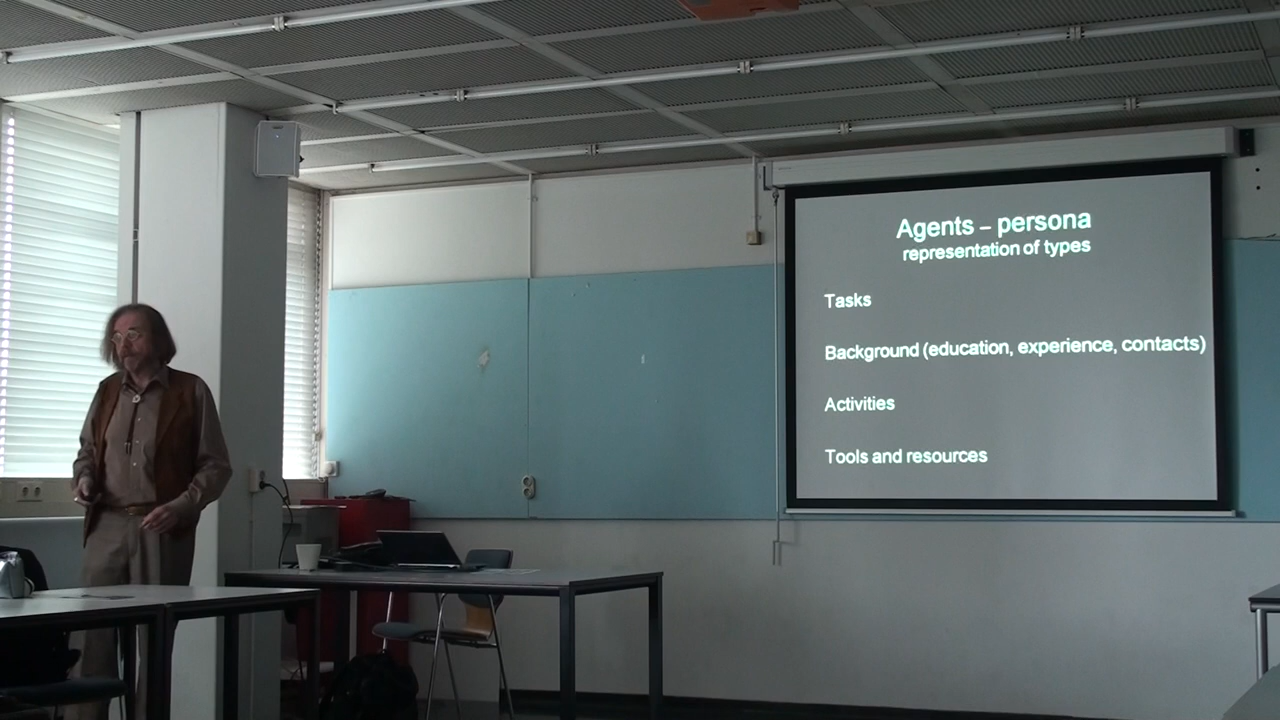 Agents – persona
representation of types
Tasks
Background (education, experience, contacts)
Activities
Tools and resources